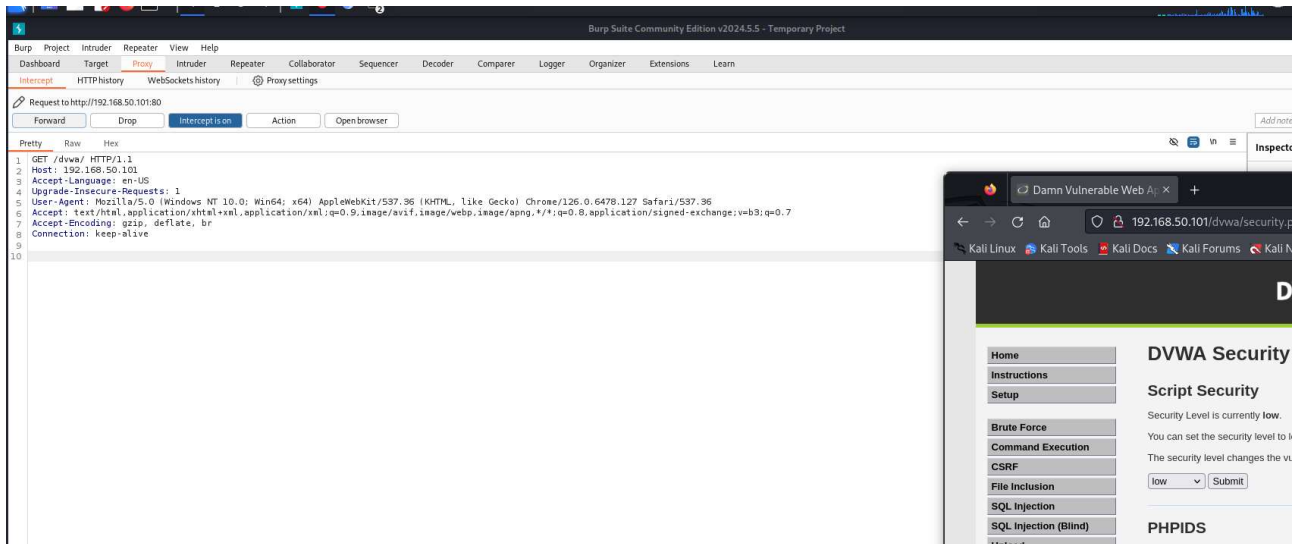 2
Burp Suite Community Edition v2024.5.5 - Temporary Project
Burp Project Intruder Repeater View Help
Dashboard Target Proxy Intruder Repeater Collaborator Sequencer Decoder Comparer Logger Organizer Extensions Learn
Intercept HTTP history WebSockets history Proxy settings
Request to http://192.168.50.101:80
Forward Drop Intercept is on Action Open browser Add note
Pretty Raw Hex \n Inspecto
1 GET /dvwa/ HTTP/1.1
2 Host: 192.168.50.101
3 Accept-Language: en-US
4 Upgrade-Insecure-Requests: 1
5 User-Agent: Mozilla/5.0 (Windows NT 10.0; Win64; x64) AppleWebKit/537.36 (KHTML, like Gecko) Chrome/126.0.6478.127 Safari/537.36
6 Accept: text/html,application/xhtml+xml,application/xml;q=0.9,image/avif,image/webp,image/apng,*/*;q=0.8,application/signed-exchange;v=b3;q=0.7
7 Accept-Encoding: gzip, deflate, br
8 Connection: keep-alive
9
10
Damn Vulnerable Web Ap
192.168.50.101/dvwa/security.p
Kali Linux Kali Tools Kali Docs Kali Forums Kali N
D
Home
Instructions
Setup
Brute Force
Command Execution
CSRF
File Inclusion
SQL Injection
SQL Injection (Blind)
DVWA Security
Script Security
Security Level is currently low.
You can set the security level to l
The security level changes the vu
low Submit
PHPIDS